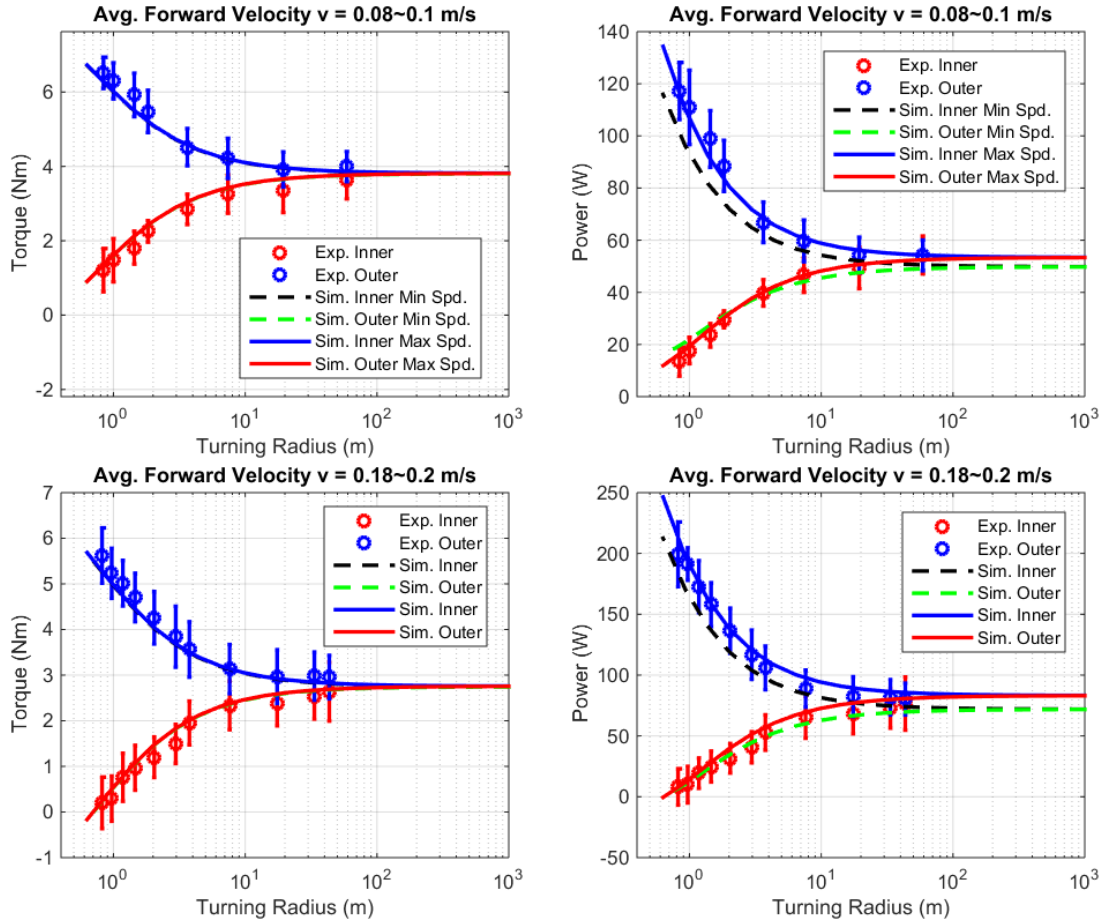 Avg. Forward Velocity v = 0.08~0.1 m/s
Torque (Nm)
6
4
2
0
-2
10^0
10^1
10^2
10^3
Turning Radius (m)
Exp. Inner
Exp. Outer
Sim. Inner Min Spd.
Sim. Outer Min Spd.
Sim. Inner Max Spd.
Sim. Outer Max Spd.
Avg. Forward Velocity v = 0.08~0.1 m/s
Power (W)
140
120
100
80
60
40
20
0
10^0
10^1
10^2
10^3
Turning Radius (m)
Exp. Inner
Exp. Outer
Sim. Inner Min Spd.
Sim. Outer Min Spd.
Sim. Inner Max Spd.
Sim. Outer Max Spd.
Avg. Forward Velocity v = 0.18~0.2 m/s
Torque (Nm)
7
6
5
4
3
2
1
0
-1
10^0
10^1
10^2
10^3
Turning Radius (m)
Exp. Inner
Exp. Outer
Sim. Inner
Sim. Outer
Sim. Inner
Sim. Outer
Avg. Forward Velocity v = 0.18~0.2 m/s
Power (W)
250
200
150
100
50
0
-50
10^0
10^1
10^2
10^3
Turning Radius (m)
Exp. Inner
Exp. Outer
Sim. Inner
Sim. Outer
Sim. Inner
Sim. Outer